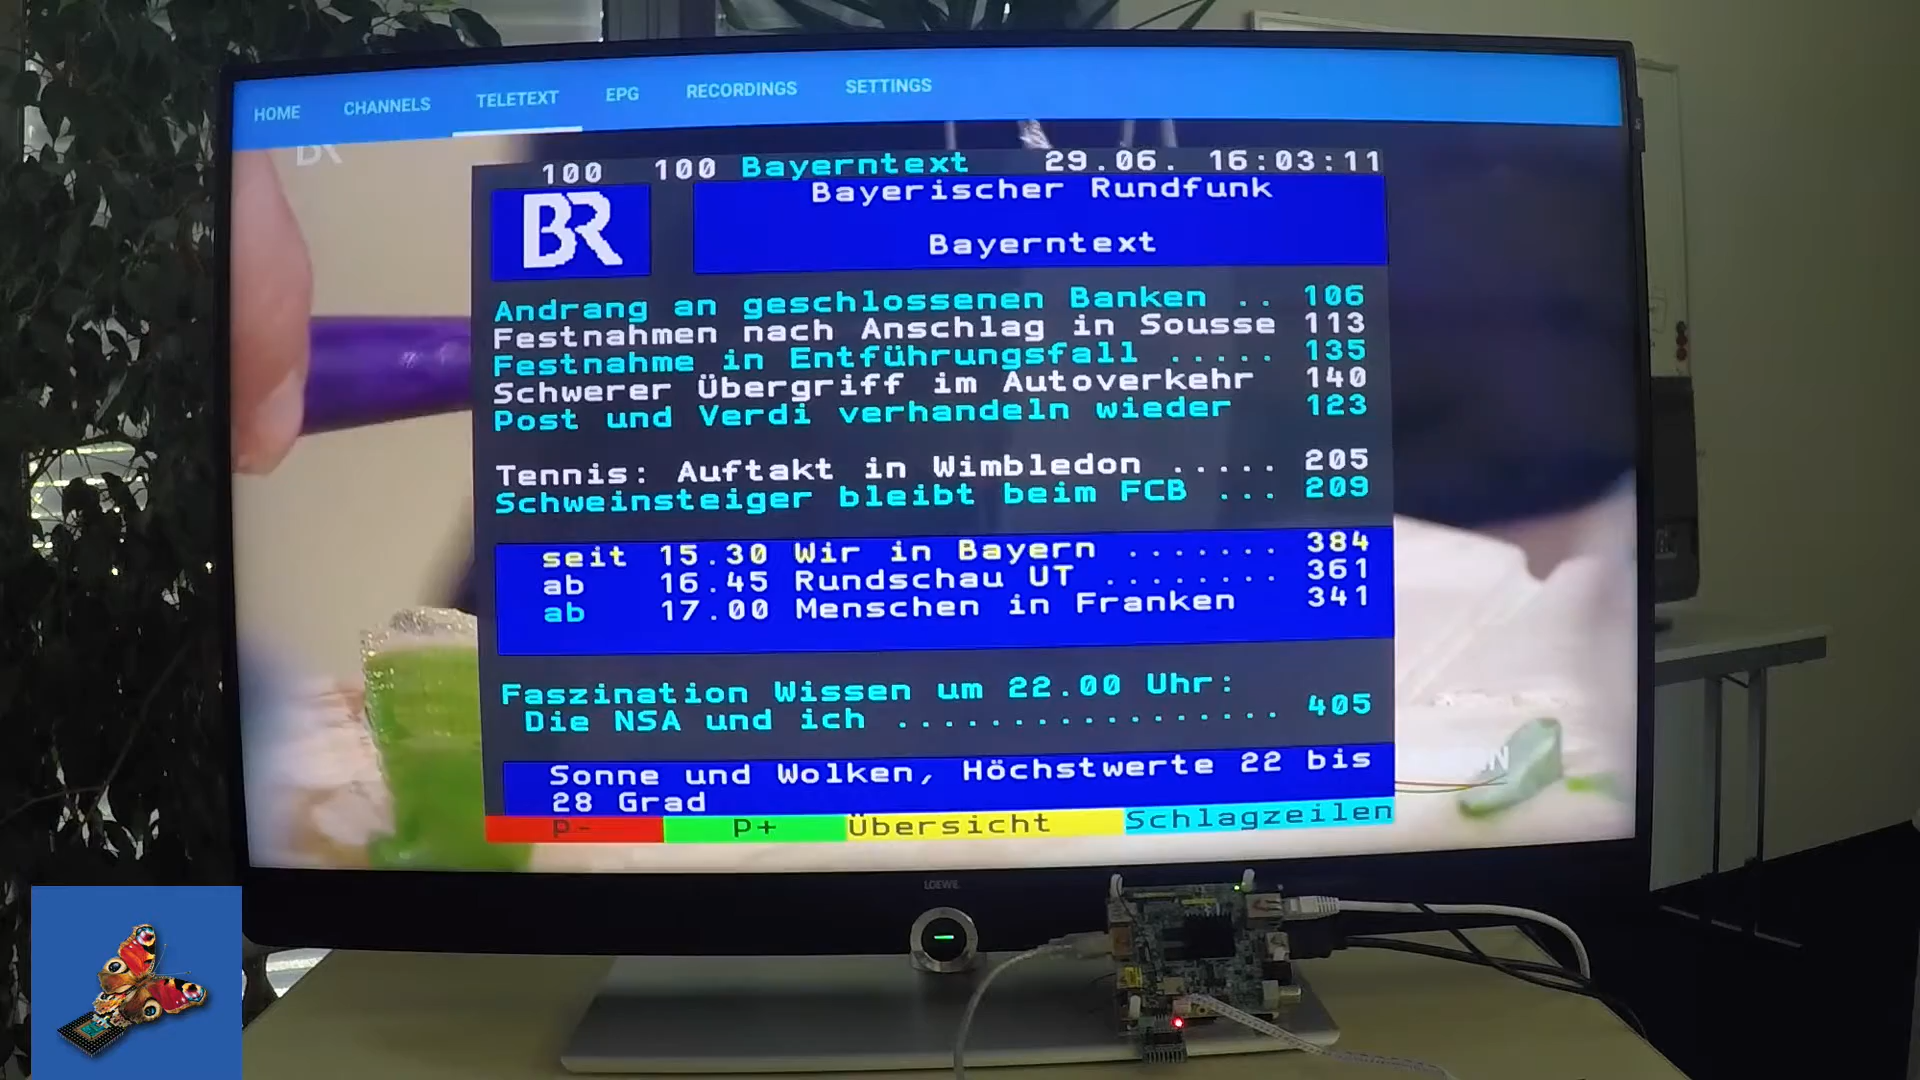 HOME CHANNELS TELETEXT EPG RECORDINGS SETTINGS
BR
100 100 Bayerntext 29.06. 16:03:11
BR
Bayerischer Rundfunk
Bayerntext
Andrang an geschlossenen Banken .. 106
Festnahmen nach Anschlag in Sousse 113
Festnahme in Entführungsfall ..... 135
Schwerer Übergriff im Autoverkehr 140
Post und Verdi verhandeln wieder 123
Tennis: Auftakt in Wimbledon ..... 205
Schweinsteiger bleibt beim FCB ... 209
seit 15.30 Wir in Bayern ....... 384
ab 16.45 Rundschau UT ........ 361
ab 17.00 Menschen in Franken 341
Faszination Wissen um 22.00 Uhr:
Die NSA und ich ................. 405
Sonne und Wolken, Höchstwerte 22 bis
28 Grad
P- P+ Übersicht Schlagzeilen
LOEWE.